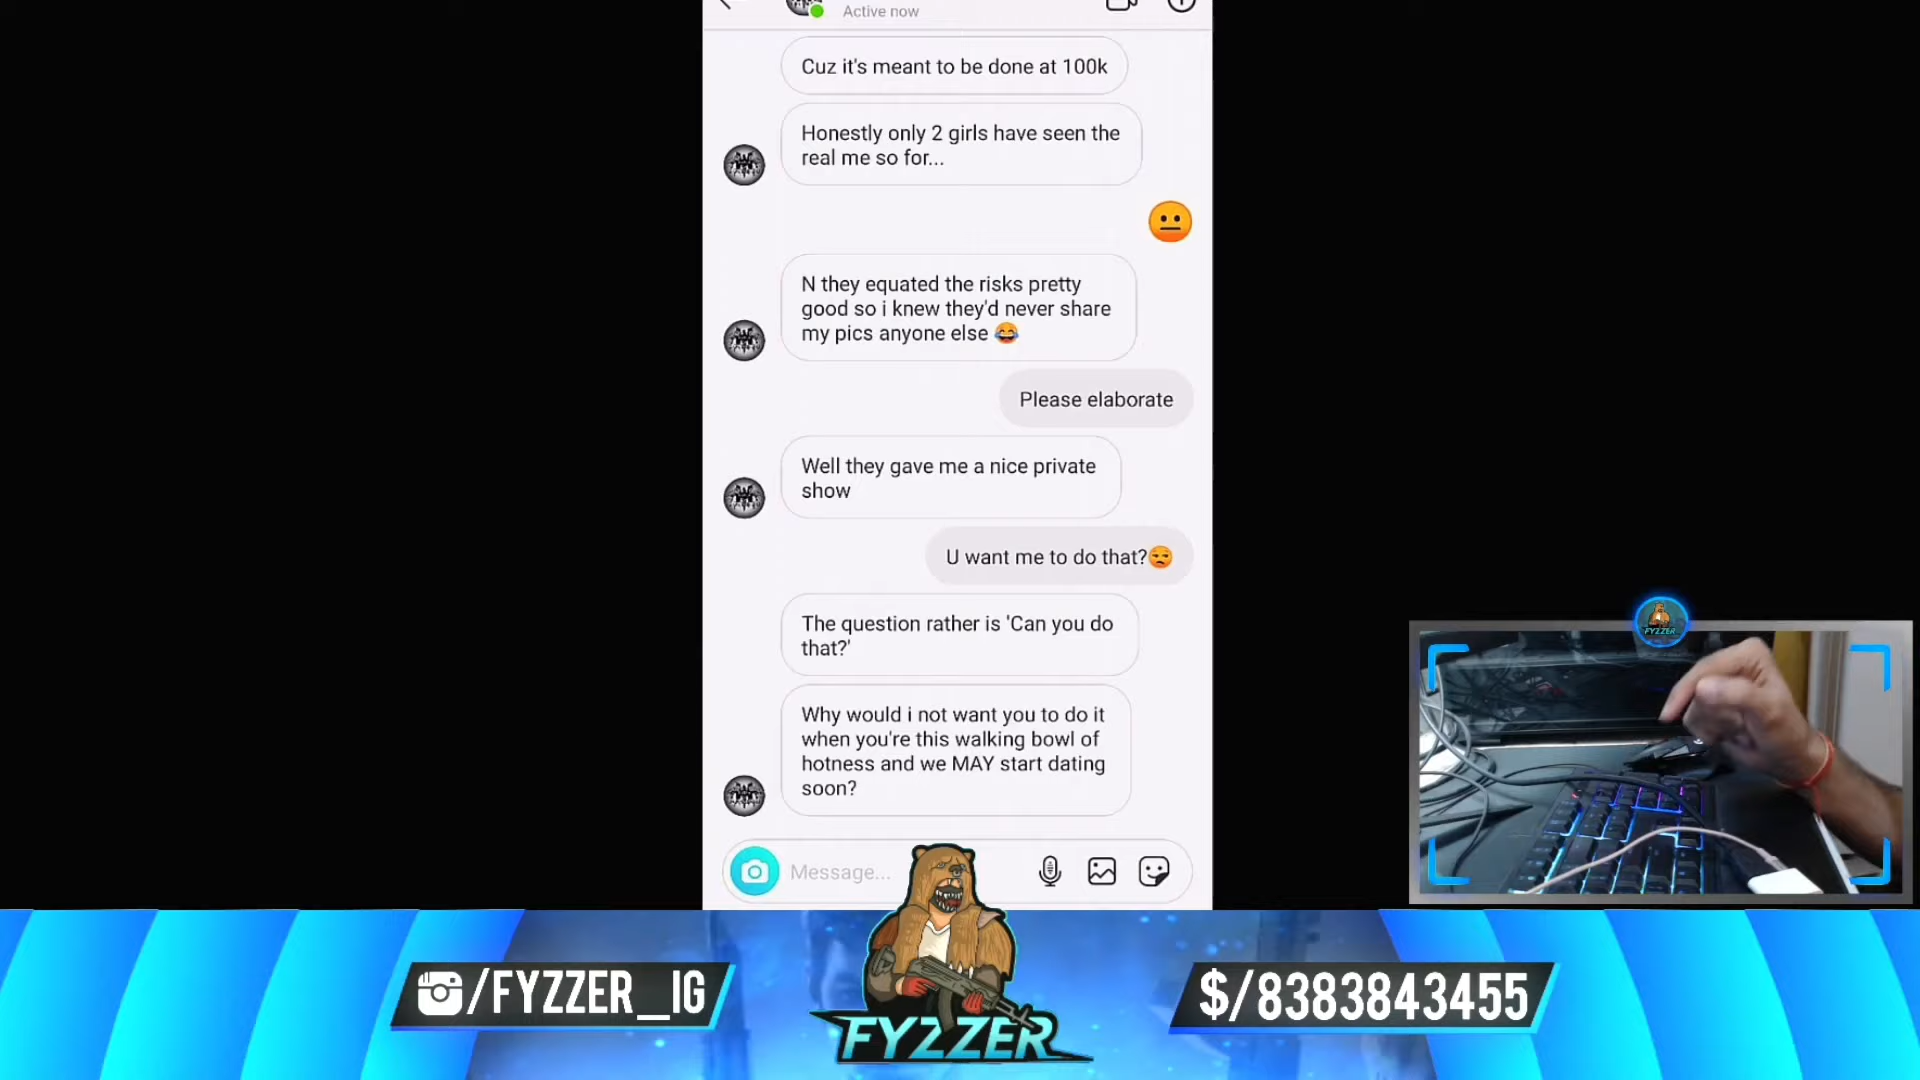 Active now
Cuz it's meant to be done at 100k
Honestly only 2 girls have seen the
real me so for...
N they equated the risks pretty
good so i knew they'd never share
my pics anyone else 😂
Please elaborate
Well they gave me a nice private
show
U want me to do that?😒
The question rather is 'Can you do
that?'
Why would i not want you to do it
when you're this walking bowl of
hotness and we MAY start dating
soon?
Message...
FYZZER
/FYZZER_IG
FYZZER
$/8383843455